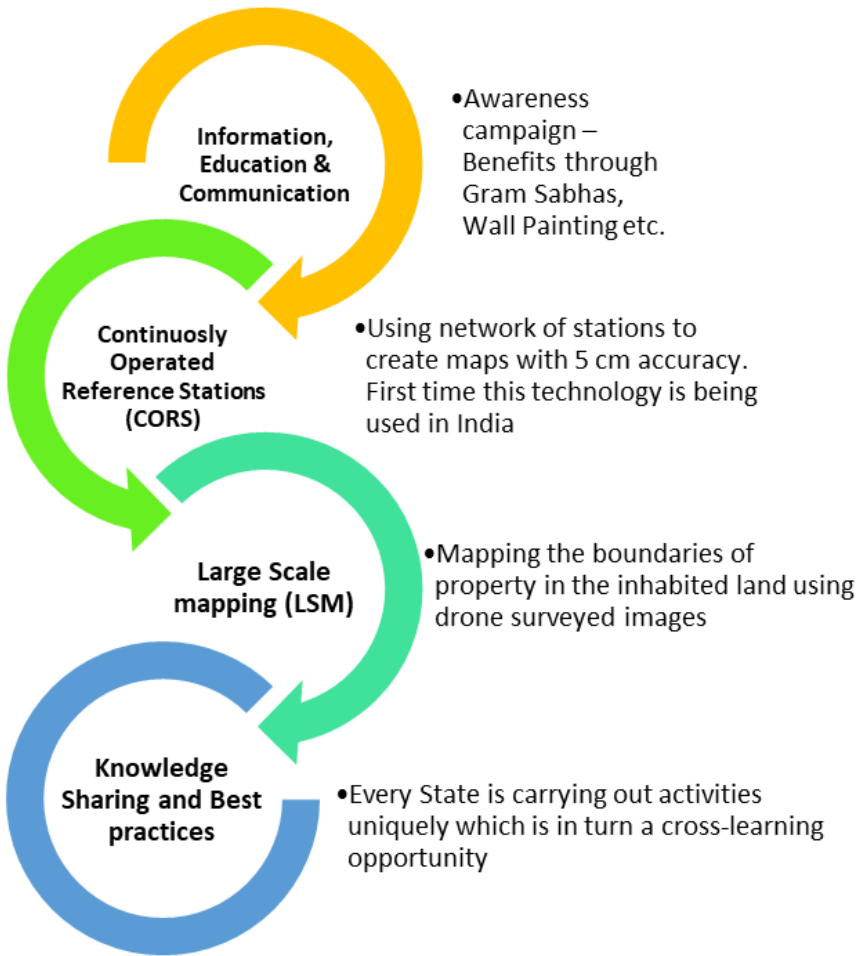 Information,
Education &
Communication
•Awareness
campaign –
Benefits through
Gram Sabhas,
Wall Painting etc.
Continuosly
Operated
Reference Stations
(CORS)
•Using network of stations to
create maps with 5 cm accuracy.
First time this technology is being
used in India
Large Scale
mapping (LSM)
•Mapping the boundaries of
property in the inhabited land using
drone surveyed images
Knowledge
Sharing and Best
practices
•Every State is carrying out activities
uniquely which is in turn a cross-learning
opportunity